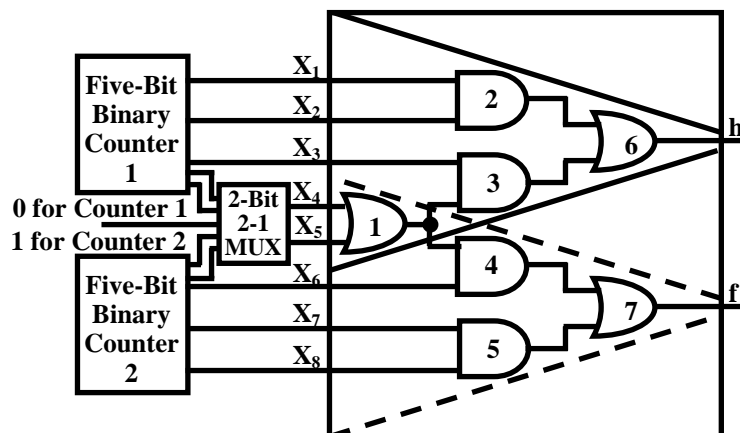 Five-Bit
Binary
Counter
1
0 for Counter 1
1 for Counter 2
Five-Bit
Binary
Counter
2
2-Bit
2-1
MUX
X₁
X₂
X₃
X₄
X₅
X₆
X₇
X₈
1
2
3
4
5
6
7
h
f